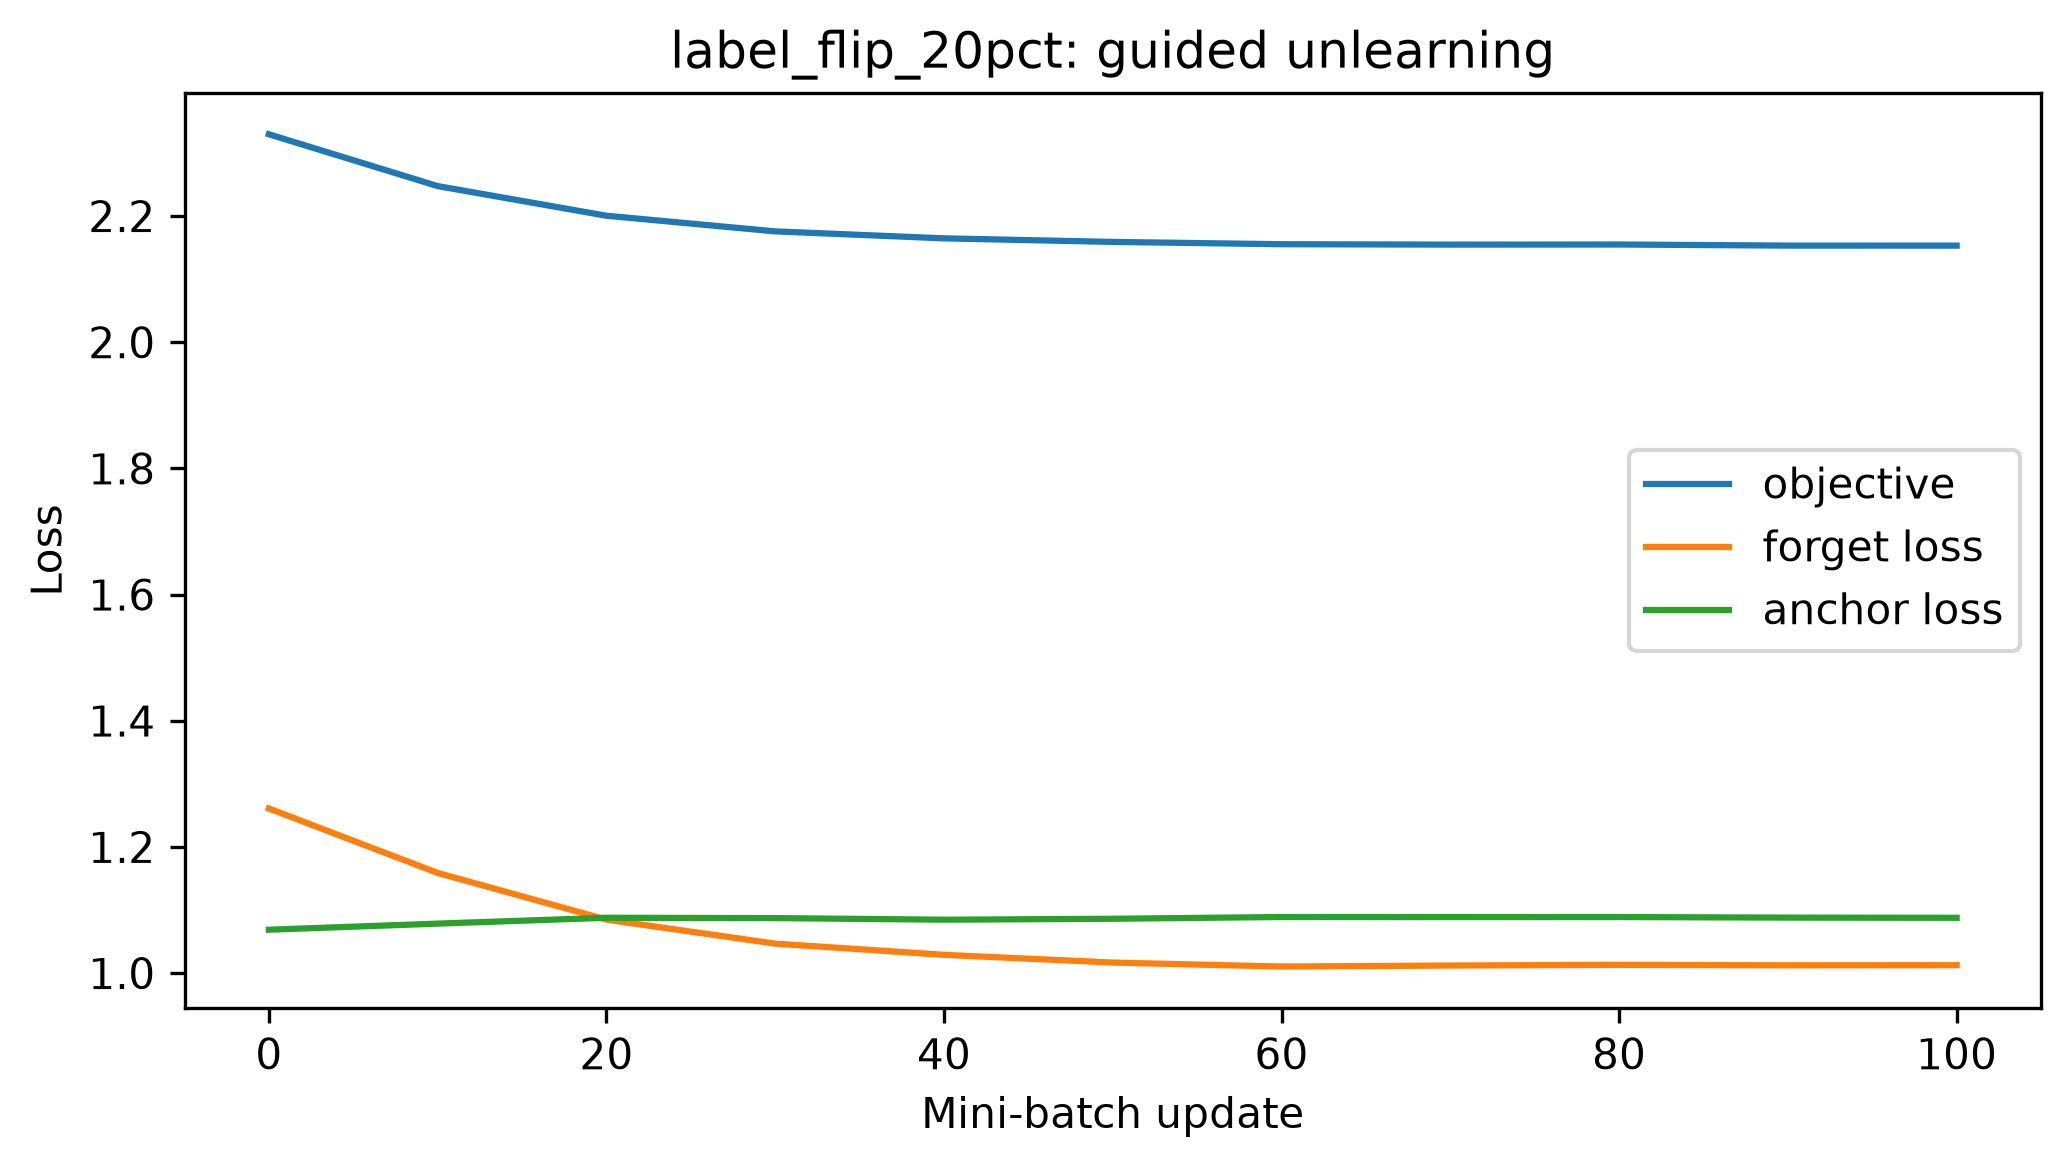 label_flip_20pct: guided unlearning
Loss
2.2
2.0
1.8
1.6
1.4
1.2
1.0
objective
forget loss
anchor loss
0 20 40 60 80 100
Mini-batch update